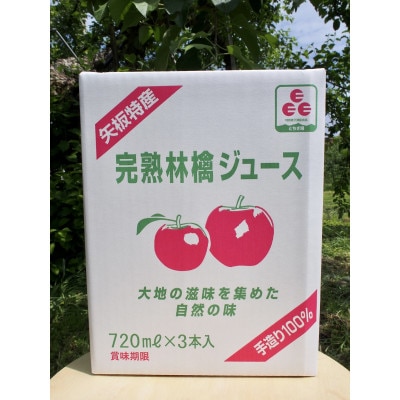 矢板特産
完熟林檎ジュース
大地の滋味を集めた
自然の味
720mℓ×3本入
賞味期限
手造り100%